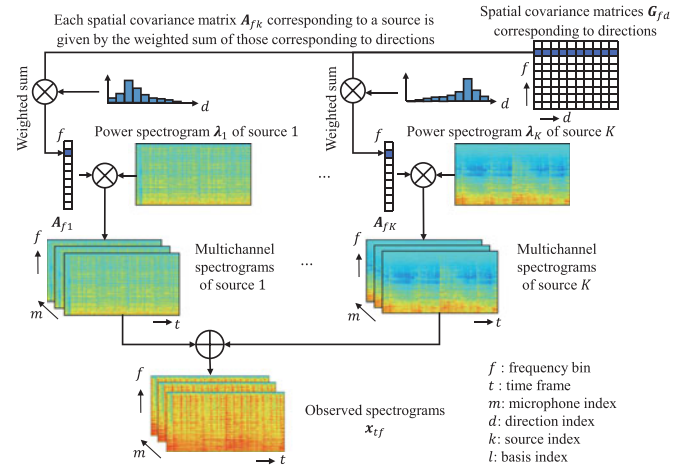 Each spatial covariance matrix A_fk corresponding to a source is
given by the weighted sum of those corresponding to directions
Spatial covariance matrices G_fd
corresponding to directions
Weighted sum
d
Weighted sum
d
f
d
f
Power spectrogram λ_1 of source 1
A_f1
...
f
Power spectrogram λ_K of source K
A_fK
f
m
t
Multichannel
spectrograms
of source 1
...
f
m
t
Multichannel
spectrograms
of source K
f
m
t
Observed spectrograms
x_tf
f : frequency bin
t : time frame
m: microphone index
d: direction index
k: source index
l: basis index